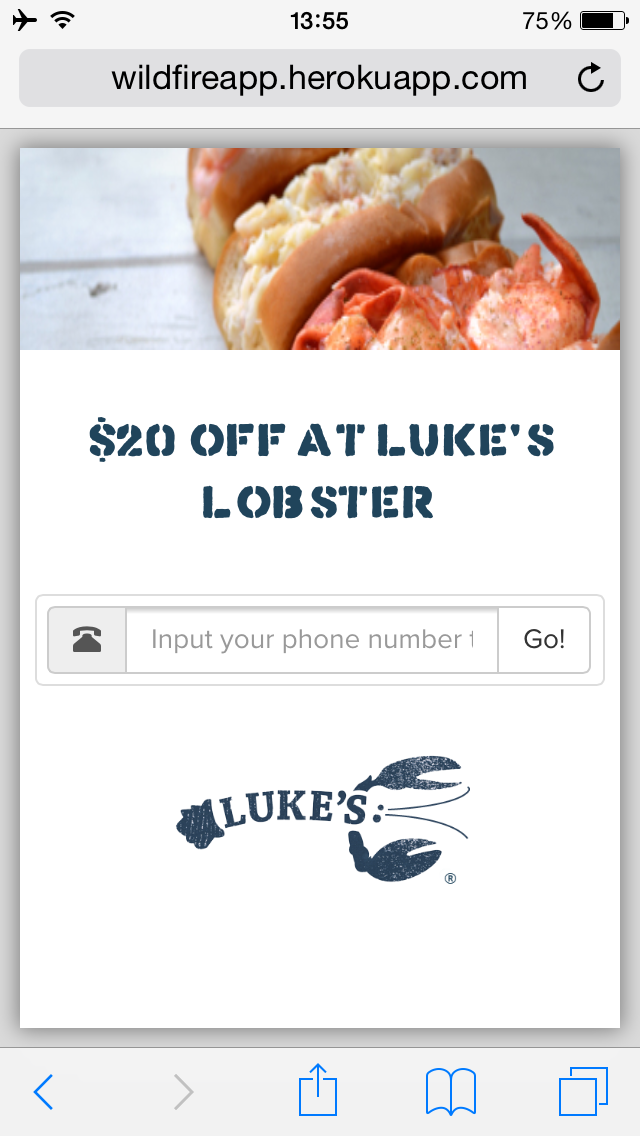 13:55
75%
wildfireapp.herokuapp.com
$20 OFF AT LUKE'S
LOBSTER
Input your phone number t
Go!
LUKE'S:
®